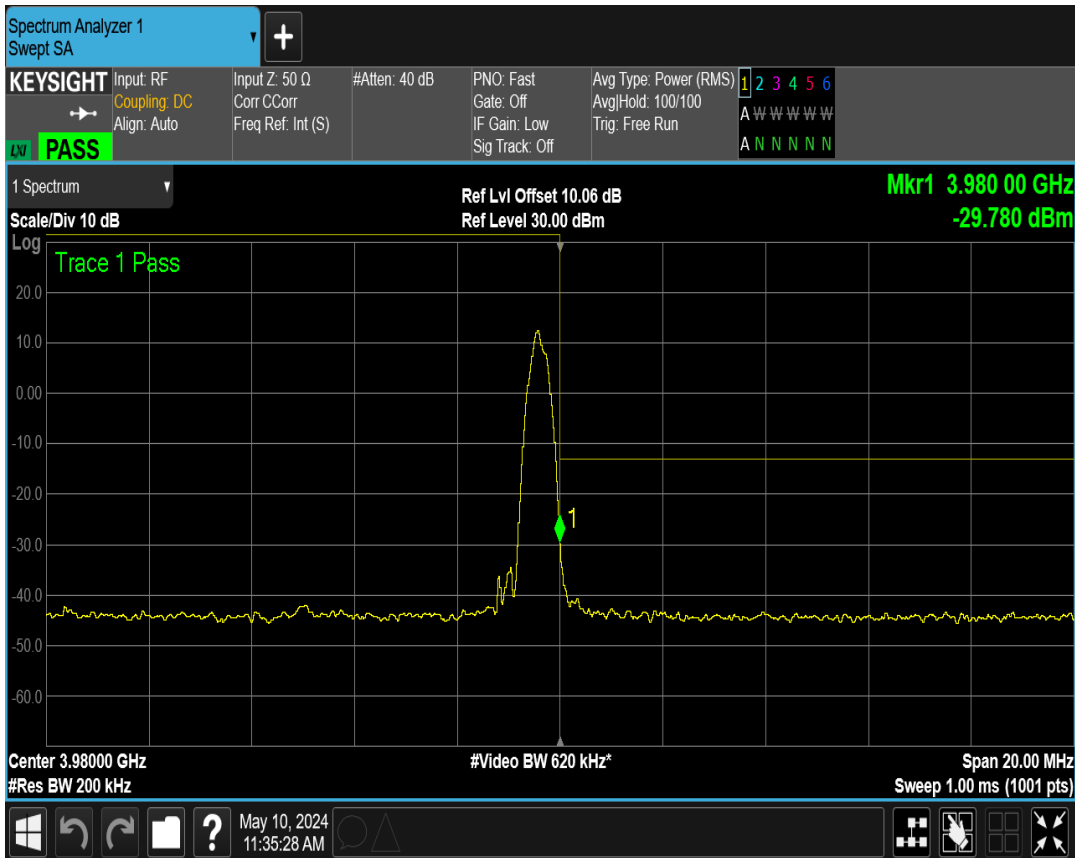 Spectrum Analyzer 1
Swept SA
+
KEYSIGHT
LXI PASS
Input: RF
Coupling: DC
Align: Auto
Input Z: 50 Ω
Corr CCorr
Freq Ref: Int (S)
#Atten: 40 dB
PNO: Fast
Gate: Off
IF Gain: Low
Sig Track: Off
Avg Type: Power (RMS)
Avg|Hold: 100/100
Trig: Free Run
1 2 3 4 5 6
A W W W W W
A N N N N N
1 Spectrum
Scale/Div 10 dB
Ref Lvl Offset 10.06 dB
Ref Level 30.00 dBm
Mkr1 3.980 00 GHz
-29.780 dBm
Log
Trace 1 Pass
20.0
10.0
0.00
-10.0
-20.0
1
-30.0
-40.0
-50.0
-60.0
Center 3.98000 GHz
#Res BW 200 kHz
#Video BW 620 kHz*
Span 20.00 MHz
Sweep 1.00 ms (1001 pts)
?
May 10, 2024
11:35:28 AM